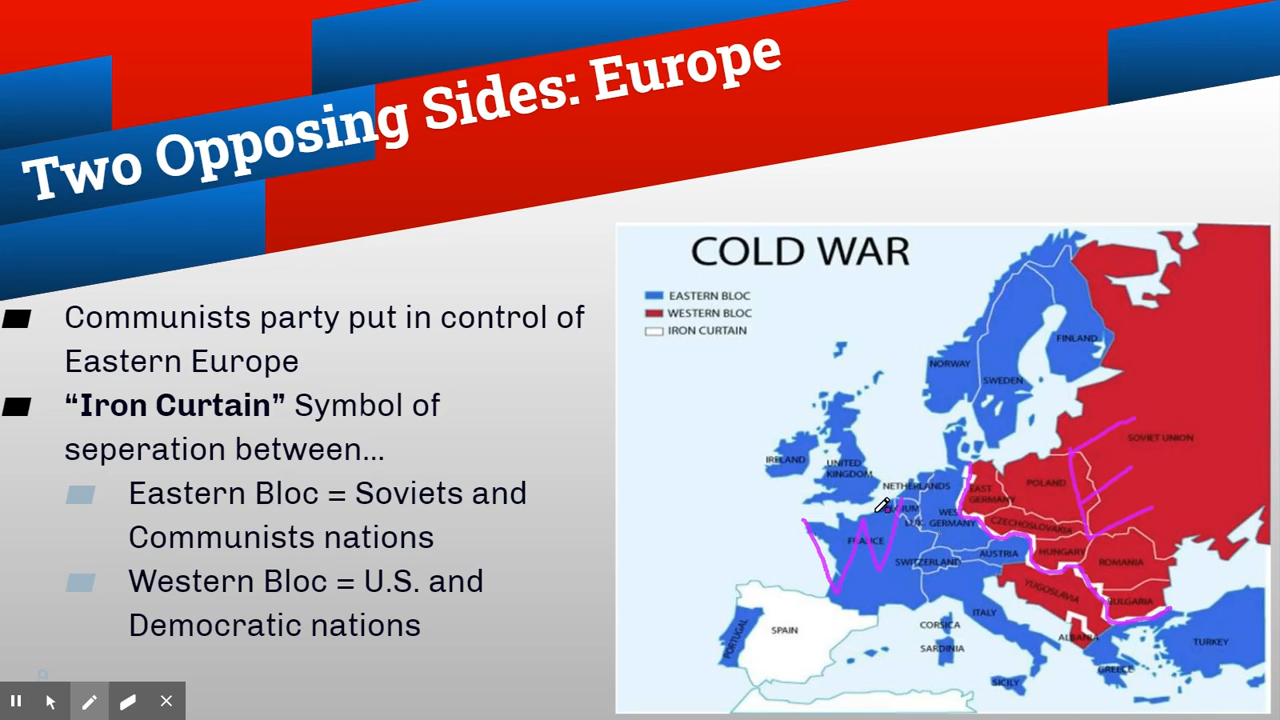 Two Opposing Sides: Europe
Communists party put in control of
Eastern Europe
“Iron Curtain” Symbol of
seperation between...
Eastern Bloc = Soviets and
Communists nations
Western Bloc = U.S. and
Democratic nations
9
COLD WAR
EASTERN BLOC
WESTERN BLOC
IRON CURTAIN
FINLAND
NORWAY
SWEDEN
SOVIET UNION
IRELAND
UNITED
KINGDOM
NETHERLANDS
EAST
GERMANY
POLAND
LUX.
WEST
GERMANY
CZECHOSLOVAKIA
FRANCE
SWITZERLAND
AUSTRIA
HUNGARY
ROMANIA
YUGOSLAVIA
BULGARIA
ITALY
CORSICA
SARDINIA
ALBANIA
SPAIN
PORTUGAL
TURKEY
GREECE
SICILY
W
E